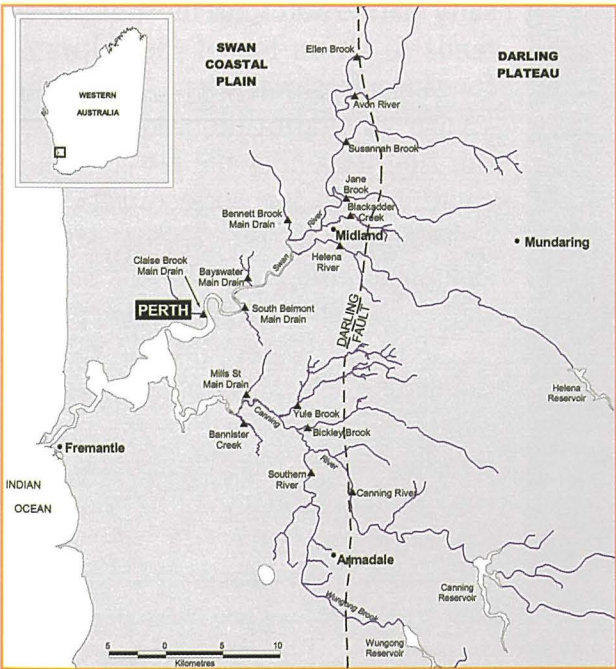 SWAN
COASTAL
PLAIN
DARLING
PLATEAU
WESTERN
AUSTRALIA
Ellen Brook
Avon River
Susannah Brook
Jane
Brook
Blackadder
Creek
Bennett Brook
Main Drain
River
Midland
Mundaring
Helena
River
Claise Brook
Main Drain
Bayswater
Main Drain
Swan
PERTH
South Belmont
Main Drain
DARLING
FAULT
Mills St
Main Drain
Helena
Reservoir
Canning
Yule Brook
Bannister
Creek
Bickley Brook
Fremantle
River
Southern
River
Canning River
INDIAN
OCEAN
Armadale
Canning
Reservoir
Wungong Brook
Wungong
Reservoir
5 0 5 10
Kilometres